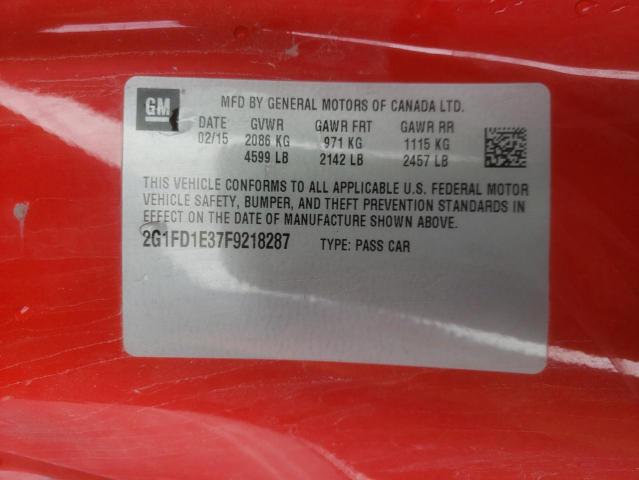 GM
MFD BY GENERAL MOTORS OF CANADA LTD.
DATE GVWR GAWR FRT GAWR RR
02/15 2086 KG 971 KG 1115 KG
4599 LB 2142 LB 2457 LB
THIS VEHICLE CONFORMS TO ALL APPLICABLE U.S. FEDERAL MOTOR
VEHICLE SAFETY, BUMPER, AND THEFT PREVENTION STANDARDS IN
EFFECT ON THE DATE OF MANUFACTURE SHOWN ABOVE.
2G1FD1E37F9218287 TYPE: PASS CAR